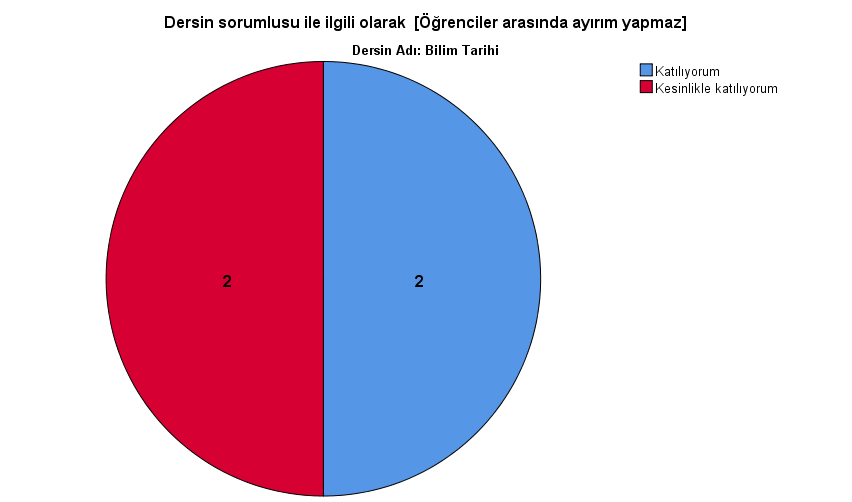 Dersin sorumlusu ile ilgili olarak  [Öğrenciler arasında ayırım yapmaz]
Dersin Adı: Bilim Tarihi
Katılıyorum
Kesinlikle katılıyorum
2
2